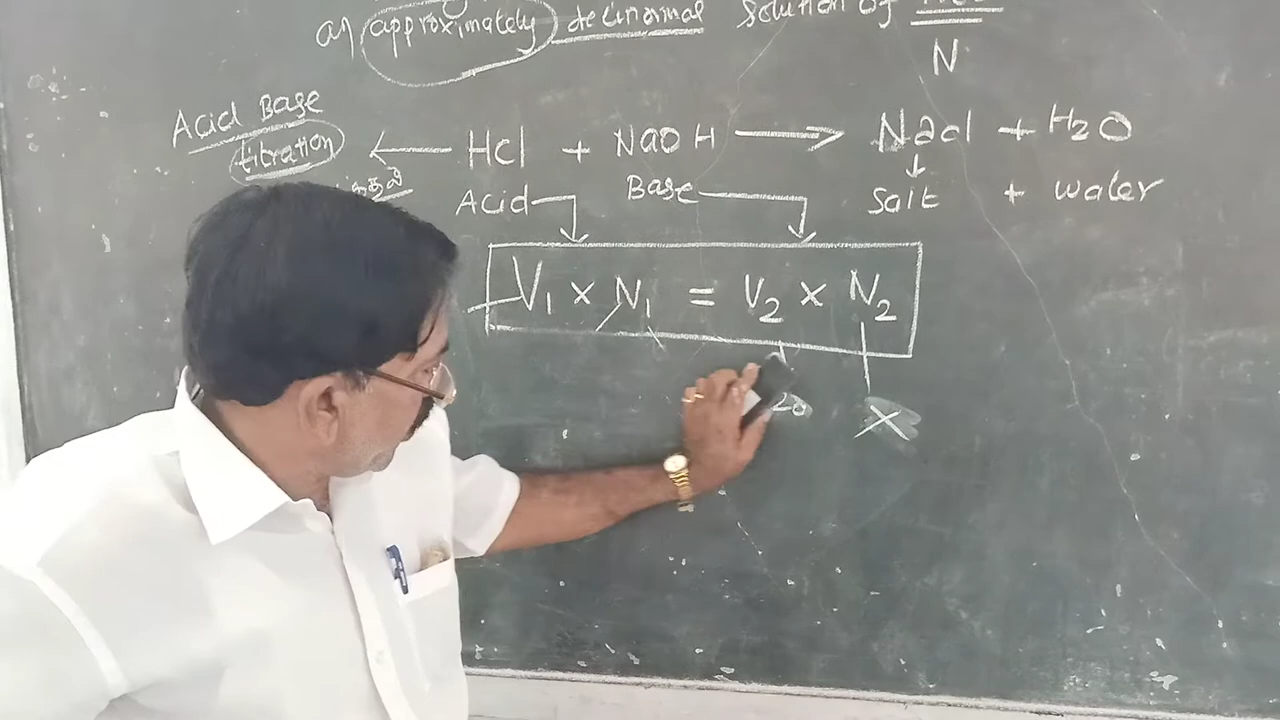 an approximately decinormal solution of
N
Acid Base
titration
← Hcl + NaOH → Nacl + H2O
↓
Acid Base Salt + water
V1 × N1 = V2 × N2
20 X